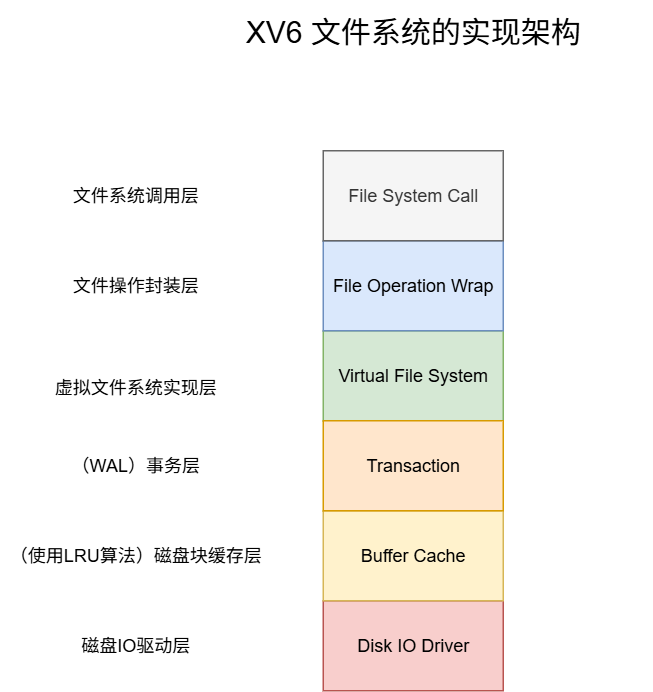 XV6 文件系统的实现架构
文件系统调用层
File System Call
文件操作封装层
File Operation Wrap
虚拟文件系统实现层
Virtual File System
（WAL）事务层
Transaction
（使用LRU算法）磁盘块缓存层
Buffer Cache
磁盘IO驱动层
Disk IO Driver